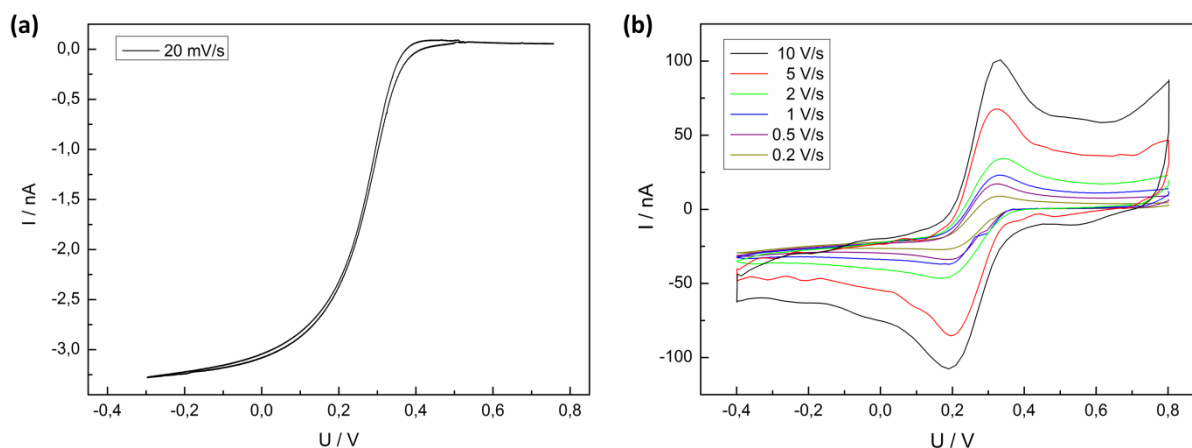 (a)
20 mV/s
0,0
-0,5
-1,0
-1,5
-2,0
-2,5
-3,0
I / nA
-0,4 -0,2 0,0 0,2 0,4 0,6 0,8
U / V
(b)
10 V/s
5 V/s
2 V/s
1 V/s
0.5 V/s
0.2 V/s
100
50
0
-50
-100
I / nA
-0,4 -0,2 0,0 0,2 0,4 0,6 0,8
U / V